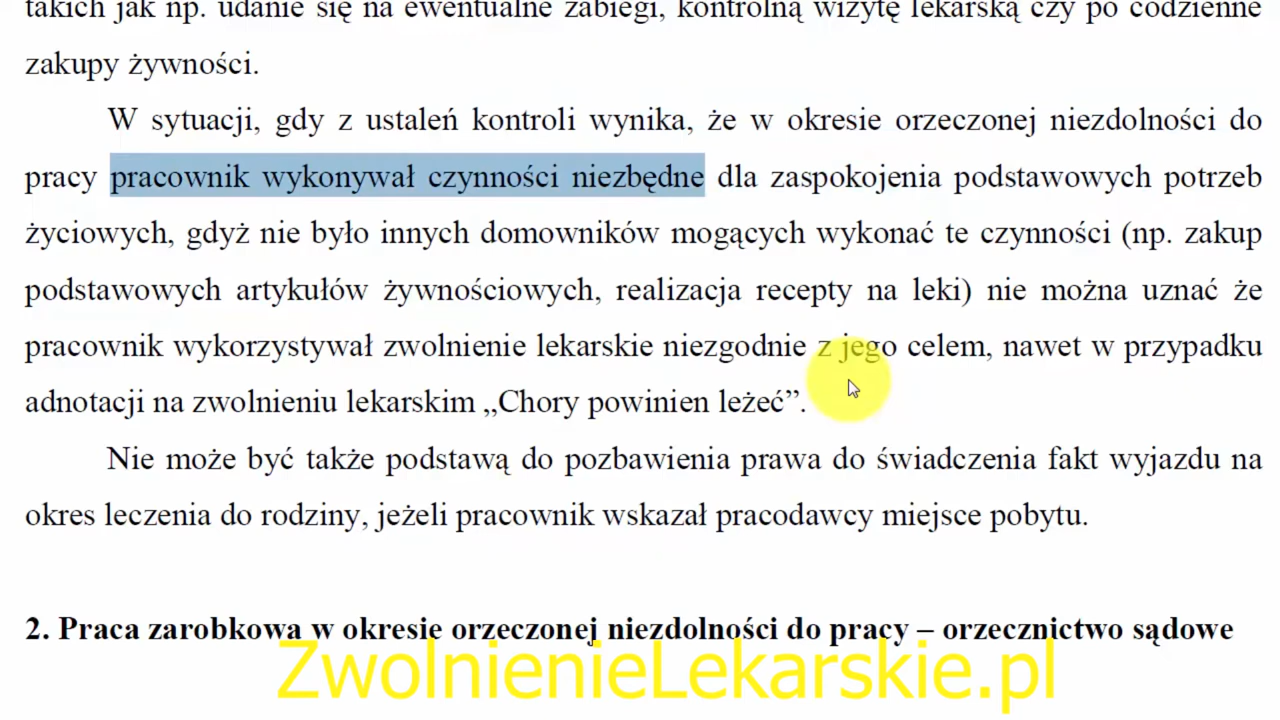 takich jak np. udanie się na ewentualne zabiegi, kontrolną wizytę lekarską czy po codzienne
zakupy żywności.
W sytuacji, gdy z ustaleń kontroli wynika, że w okresie orzeczonej niezdolności do
pracy pracownik wykonywał czynności niezbędne dla zaspokojenia podstawowych potrzeb
życiowych, gdyż nie było innych domowników mogących wykonać te czynności (np. zakup
podstawowych artykułów żywnościowych, realizacja recepty na leki) nie można uznać że
pracownik wykorzystywał zwolnienie lekarskie niezgodnie z jego celem, nawet w przypadku
adnotacji na zwolnieniu lekarskim „Chory powinien leżeć”.
Nie może być także podstawą do pozbawienia prawa do świadczenia fakt wyjazdu na
okres leczenia do rodziny, jeżeli pracownik wskazał pracodawcy miejsce pobytu.
2. Praca zarobkowa w okresie orzeczonej niezdolności do pracy – orzecznictwo sądowe
ZwolnienieLekarskie.pl